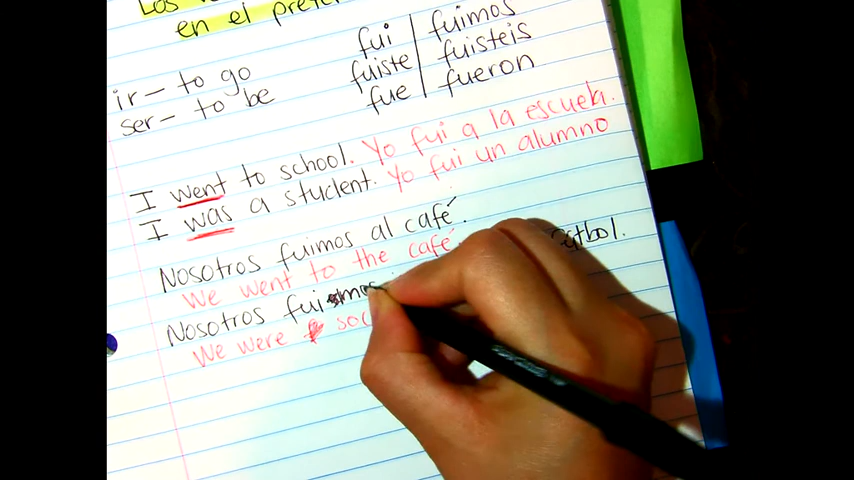 en el
ir - to go
ser - to be
fui | fuimos
fuiste | fuisteis
fue | fueron
I went to school. Yo fui a la escuela.
I was a student. Yo fui un alumno
Nosotros fuimos al café.
We went to the café.
Nosotros fuimos
We were